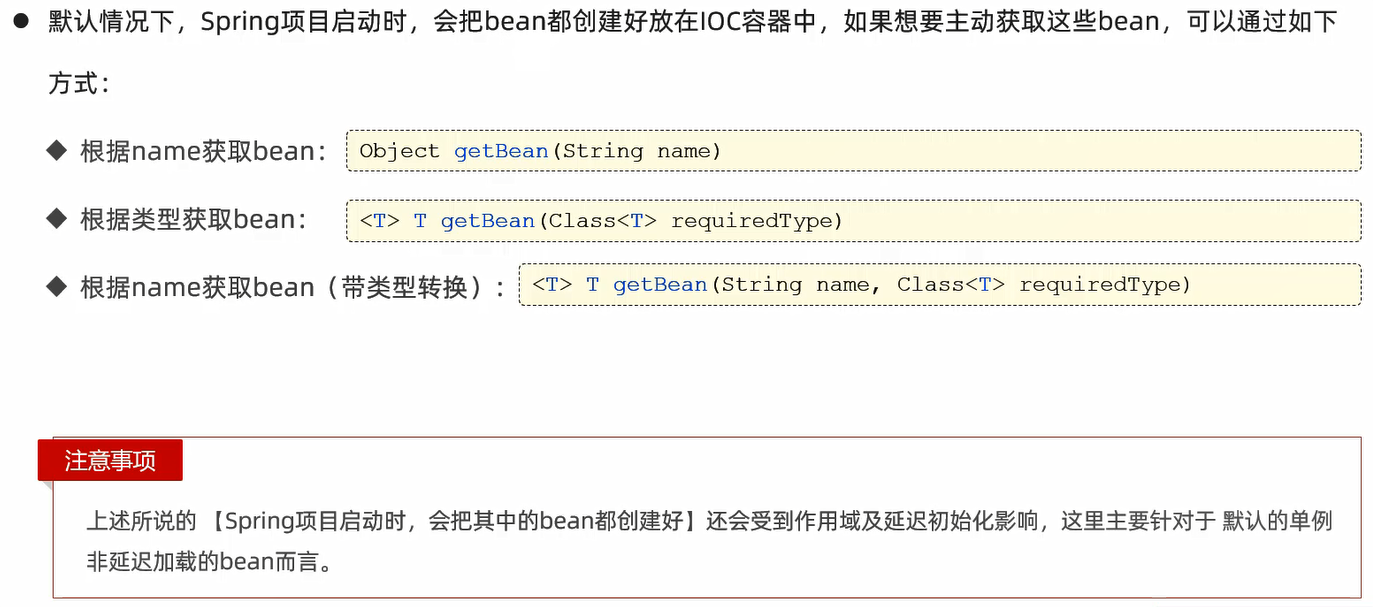 ● 默认情况下，Spring项目启动时，会把bean都创建好放在IOC容器中，如果想要主动获取这些bean，可以通过如下
方式：
◆ 根据name获取bean： Object getBean(String name)
◆ 根据类型获取bean： <T> T getBean(Class<T> requiredType)
◆ 根据name获取bean（带类型转换）： <T> T getBean(String name, Class<T> requiredType)
注意事项
上述所说的 【Spring项目启动时，会把其中的bean都创建好】还会受到作用域及延迟初始化影响，这里主要针对于 默认的单例
非延迟加载的bean而言。